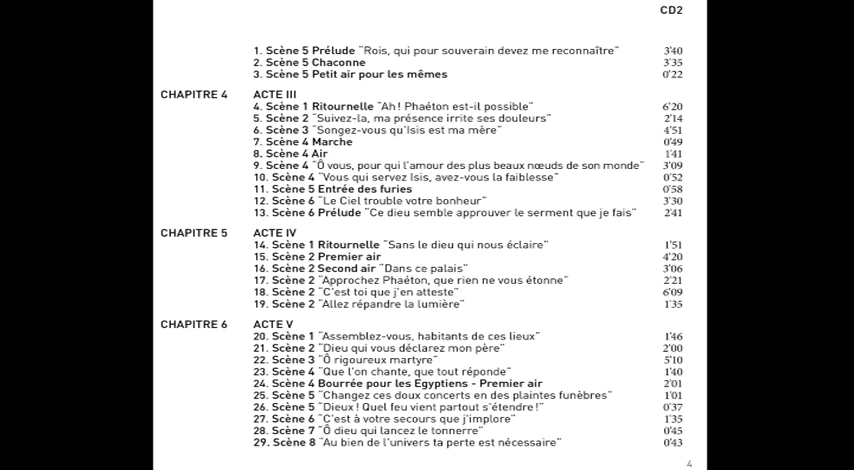 CD2
1. Scène 5 Prélude “Rois, qui pour souverain devez me reconnaître” 3'40
2. Scène 5 Chaconne 3'35
3. Scène 5 Petit air pour les mêmes 0'22
CHAPITRE 4 ACTE III
4. Scène 1 Ritournelle “Ah! Phaéton est-il possible” 6'20
5. Scène 2 “Suivez-la, ma présence irrite ses douleurs” 2'14
6. Scène 3 “Songez-vous qu'Isis est ma mère” 4'51
7. Scène 4 Marche 0'49
8. Scène 4 Air 1'41
9. Scène 4 “Ô vous, pour qui l'amour des plus beaux nœuds de son monde” 3'09
10. Scène 4 “Vous qui servez Isis, avez-vous la faiblesse” 0'52
11. Scène 5 Entrée des furies 0'58
12. Scène 6 “Le Ciel trouble votre bonheur” 3'30
13. Scène 6 Prélude “Ce dieu semble approuver le serment que je fais” 2'41
CHAPITRE 5 ACTE IV
14. Scène 1 Ritournelle “Sans le dieu qui nous éclaire” 1'51
15. Scène 2 Premier air 4'20
16. Scène 2 Second air “Dans ce palais” 3'06
17. Scène 2 “Approchez Phaéton, que rien ne vous étonne” 2'21
18. Scène 2 “C'est toi que j'en atteste” 6'09
19. Scène 2 “Allez répandre la lumière” 1'35
CHAPITRE 6 ACTE V
20. Scène 1 “Assemblez-vous, habitants de ces lieux” 1'46
21. Scène 2 “Dieu qui vous déclarez mon père” 2'00
22. Scène 3 “Ô rigoureux martyre” 5'10
23. Scène 4 “Que l'on chante, que tout réponde” 1'40
24. Scène 4 Bourrée pour les Egyptiens - Premier air 2'01
25. Scène 5 “Changez ces doux concerts en des plaintes funèbres” 1'01
26. Scène 5 “Dieux! Quel feu vient partout s'étendre!” 0'37
27. Scène 6 “C'est à votre secours que j'implore” 1'35
28. Scène 7 “Ô dieu qui lancez le tonnerre” 0'45
29. Scène 8 “Au bien de l'univers ta perte est nécessaire” 0'43
4